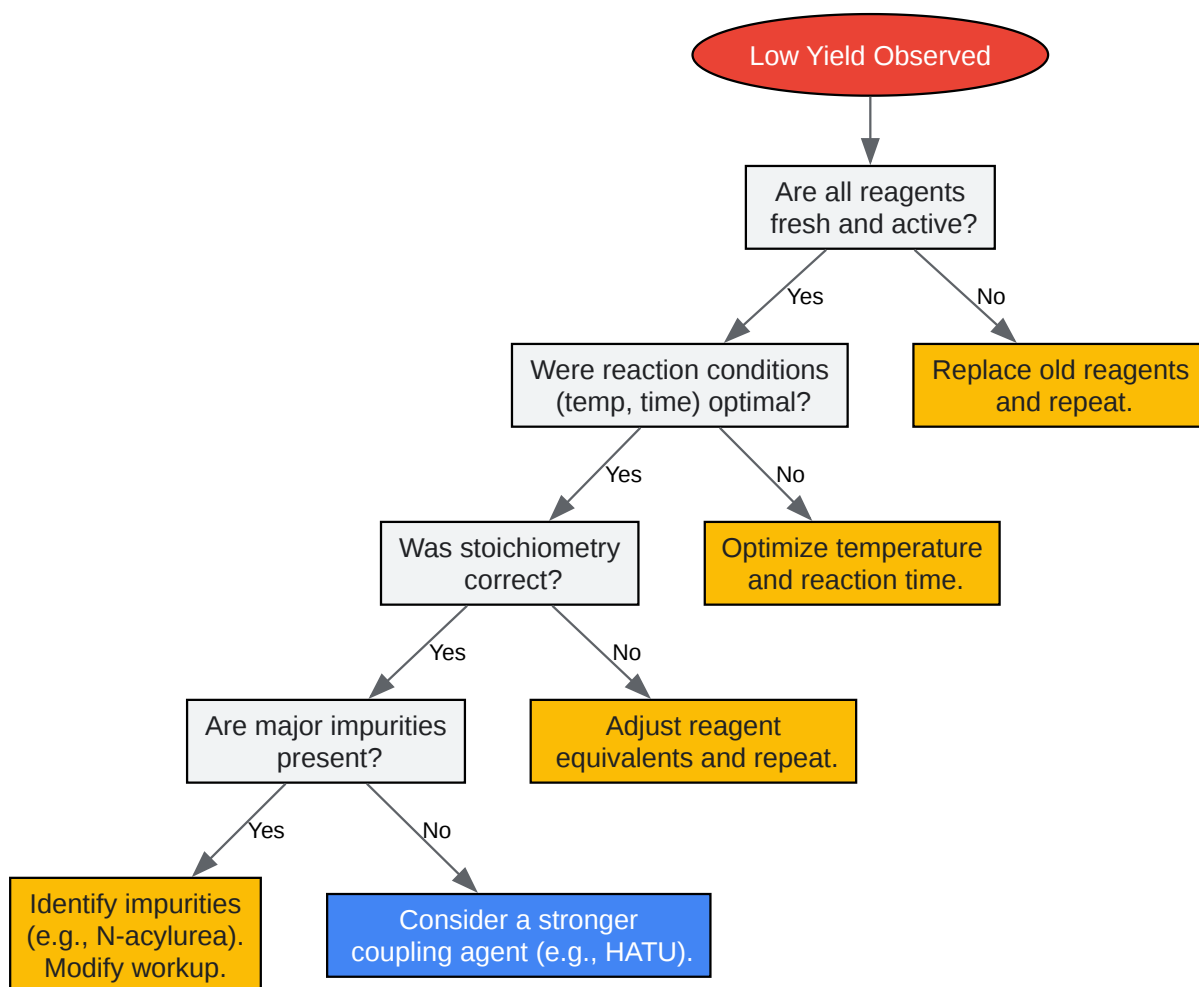 Low Yield Observed
Are all reagents
fresh and active?
Yes
No
Were reaction conditions
(temp, time) optimal?
Replace old reagents
and repeat.
Yes
No
Was stoichiometry
correct?
Optimize temperature
and reaction time.
Yes
No
Are major impurities
present?
Adjust reagent
equivalents and repeat.
Yes
No
Identify impurities
(e.g., N-acylurea).
Modify workup.
Consider a stronger
coupling agent (e.g., HATU).